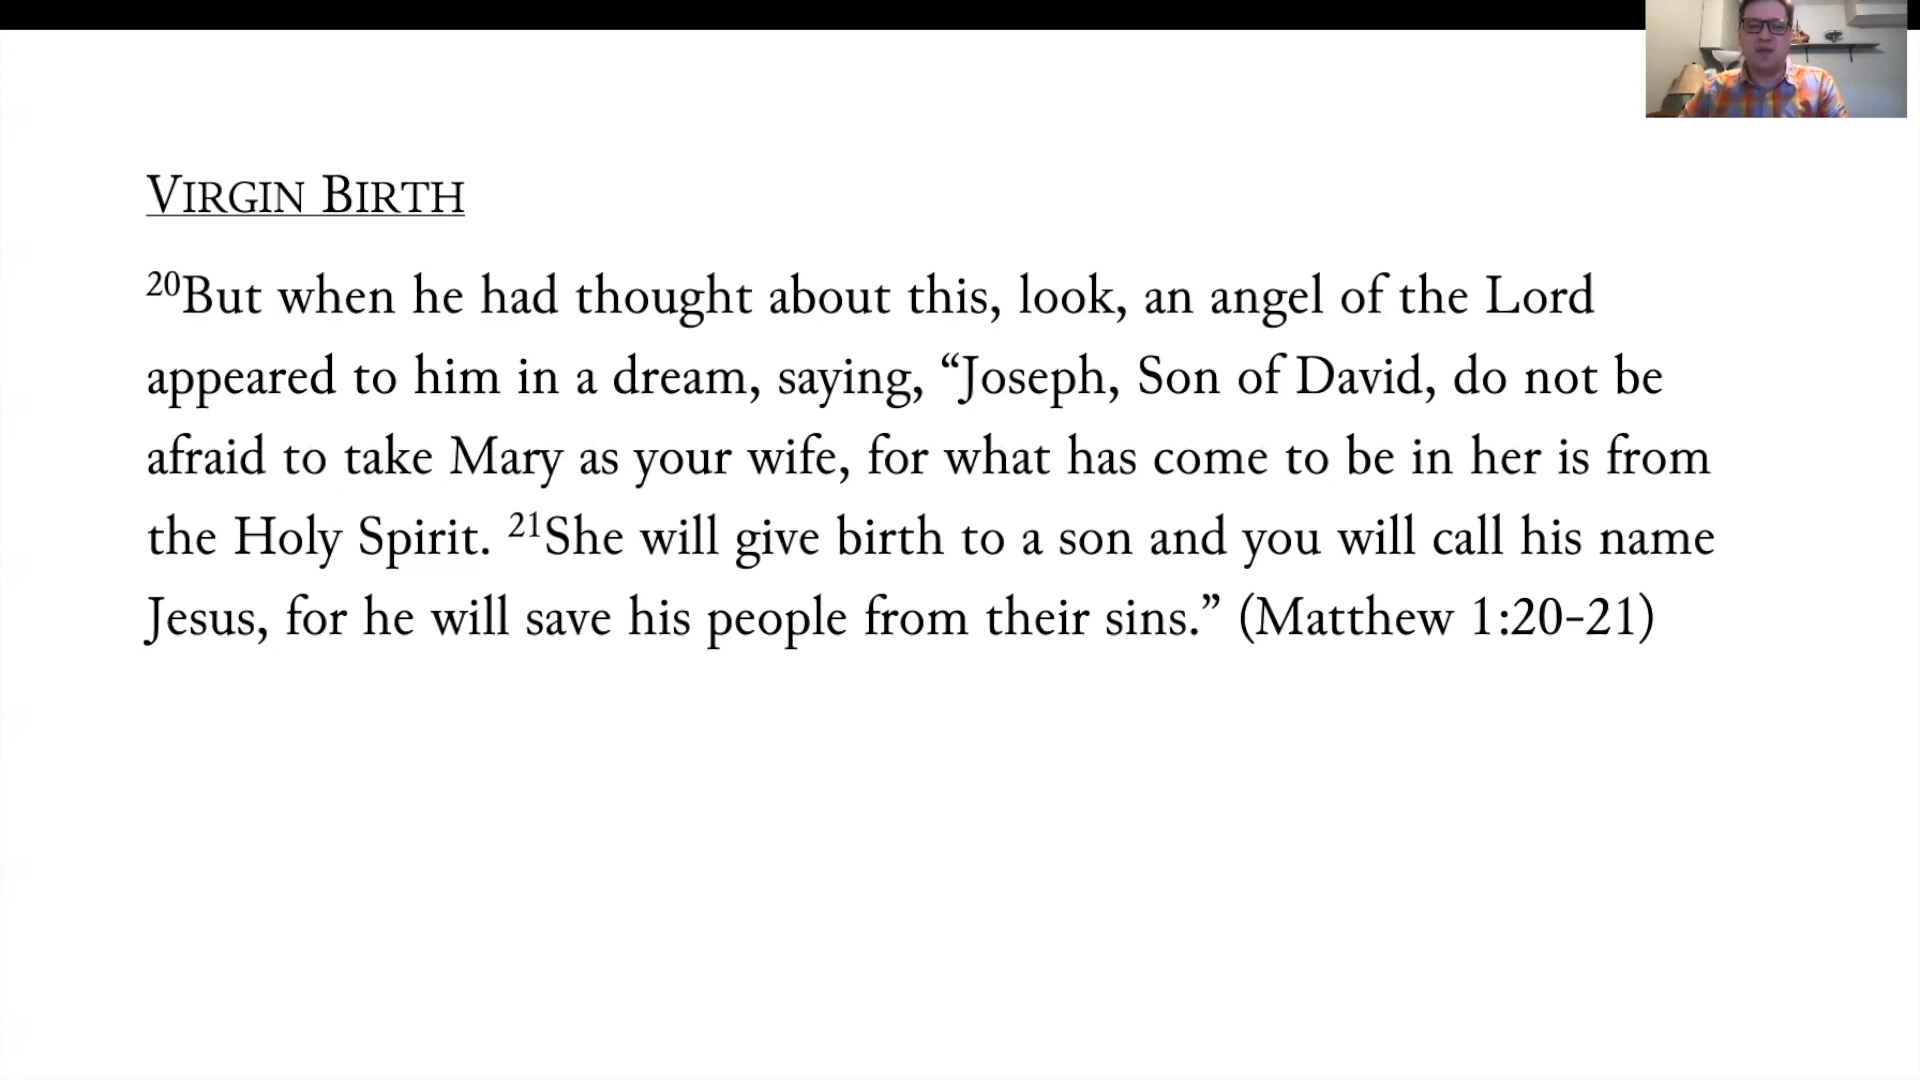 VIRGIN BIRTH
20But when he had thought about this, look, an angel of the Lord
appeared to him in a dream, saying, “Joseph, Son of David, do not be
afraid to take Mary as your wife, for what has come to be in her is from
the Holy Spirit. 21She will give birth to a son and you will call his name
Jesus, for he will save his people from their sins.” (Matthew 1:20-21)